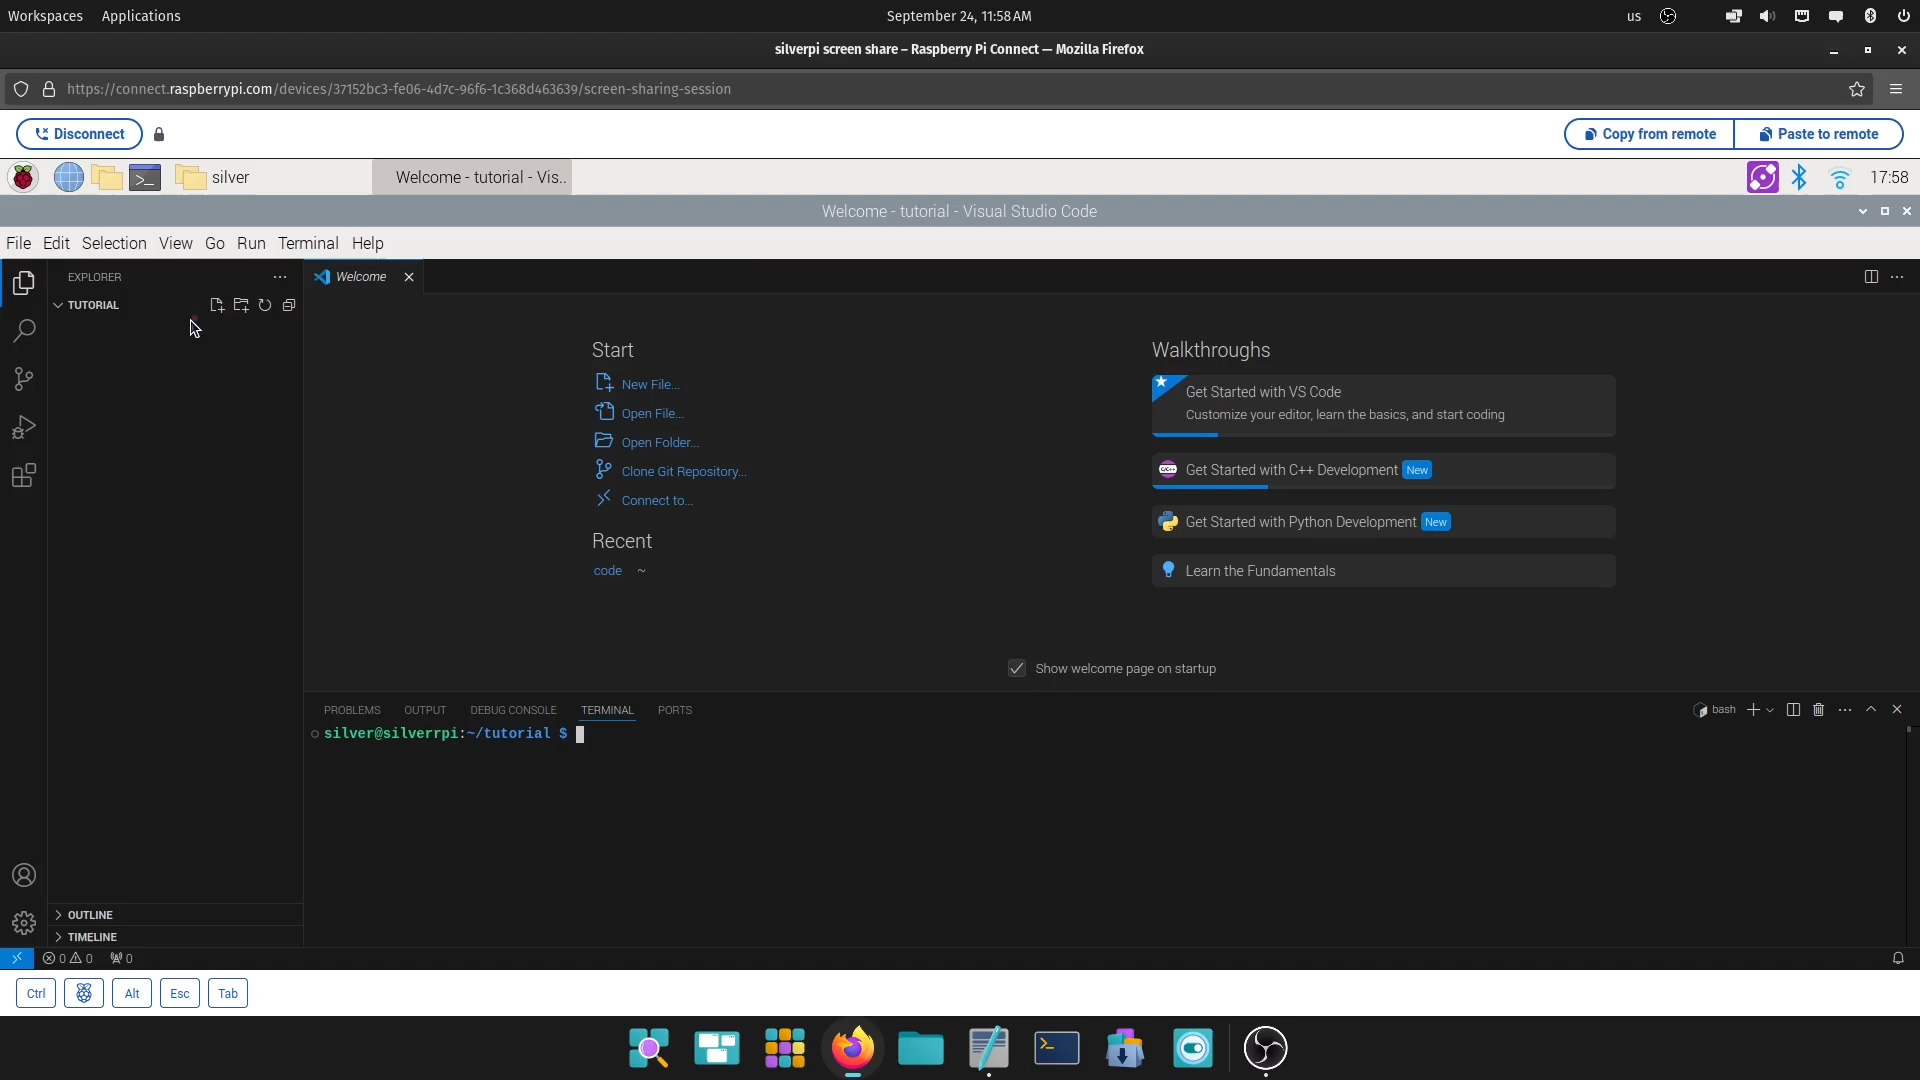 Workspaces Applications September 24, 11:58 AM us
silverpi screen share – Raspberry Pi Connect — Mozilla Firefox
https://connect.raspberrypi.com/devices/37152bc3-fe06-4d7c-96f6-1c368d463639/screen-sharing-session
Disconnect Copy from remote Paste to remote
silver Welcome - tutorial - Vis.. 17:58
Welcome - tutorial - Visual Studio Code
File Edit Selection View Go Run Terminal Help
EXPLORER Welcome
TUTORIAL
Start Walkthroughs
New File... Get Started with VS Code
Open File... Customize your editor, learn the basics, and start coding
Open Folder...
Clone Git Repository... Get Started with C++ Development New
Connect to...
Get Started with Python Development New
Recent
code ~ Learn the Fundamentals
Show welcome page on startup
PROBLEMS OUTPUT DEBUG CONSOLE TERMINAL PORTS bash
silver@silverrpi:~/tutorial $
OUTLINE
TIMELINE
0 0 0
Ctrl Alt Esc Tab